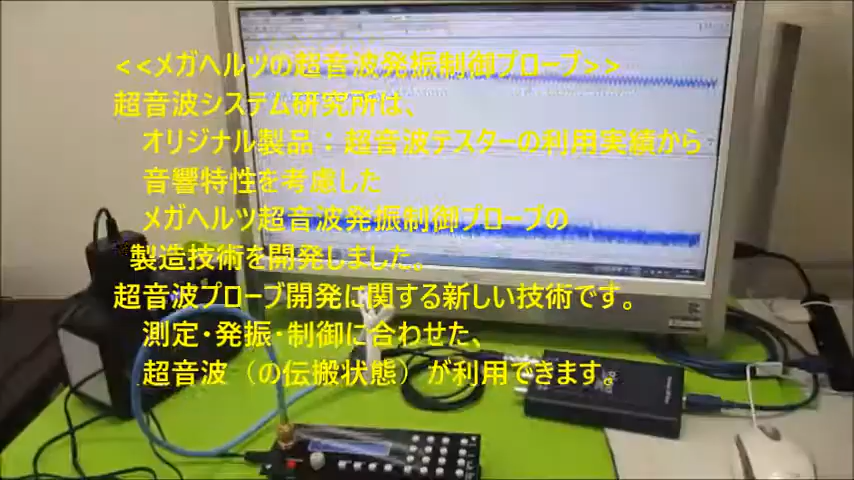 <<メガヘルツの超音波発振制御プローブ>>
超音波システム研究所は、
オリジナル製品：超音波テスターの利用実績から
音響特性を考慮した
メガヘルツ超音波発振制御プローブの
製造技術を開発しました。
超音波プローブ開発に関する新しい技術です。
測定・発振・制御に合わせた、
超音波（の伝搬状態）が利用できます。